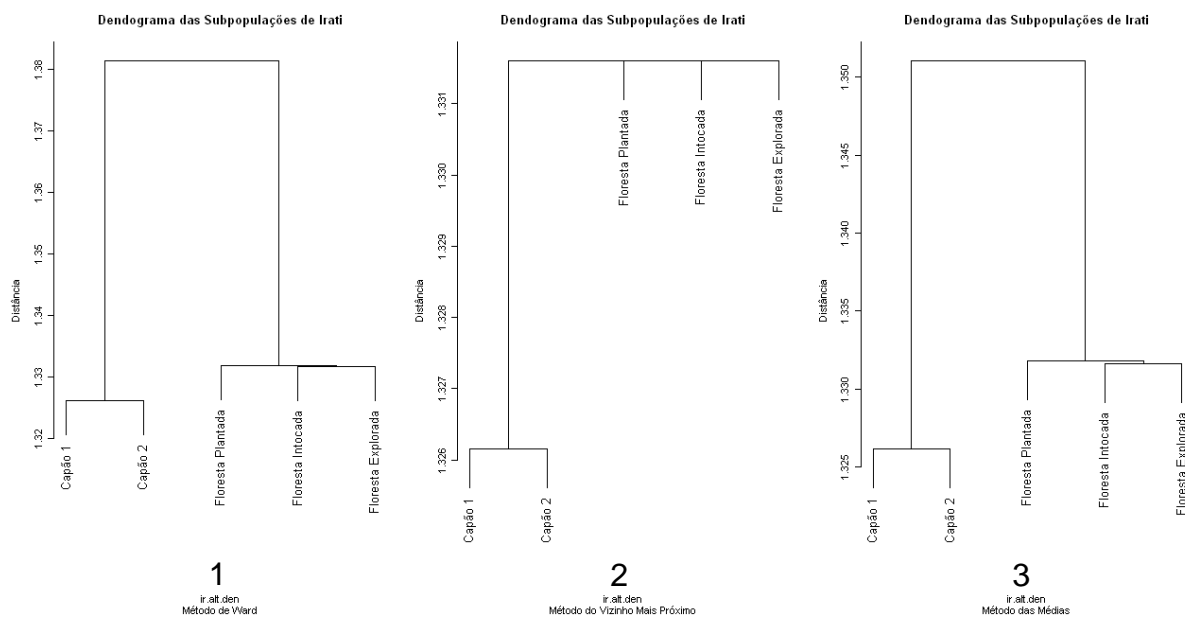 Dendograma das Subpopulações de Irati
Distância
1.38
1.37
1.36
1.35
1.34
1.33
1.32
Capão 1
Capão 2
Floresta Plantada
Floresta Intocada
Floresta Explorada
1
ir.alt.den
Método de Ward
Dendograma das Subpopulações de Irati
Distância
1.331
1.330
1.329
1.328
1.327
1.326
Capão 1
Capão 2
Floresta Plantada
Floresta Intocada
Floresta Explorada
2
ir.alt.den
Método do Vizinho Mais Próximo
Dendograma das Subpopulações de Irati
Distância
1.350
1.345
1.340
1.335
1.330
1.325
Capão 1
Capão 2
Floresta Plantada
Floresta Intocada
Floresta Explorada
3
ir.alt.den
Método das Médias